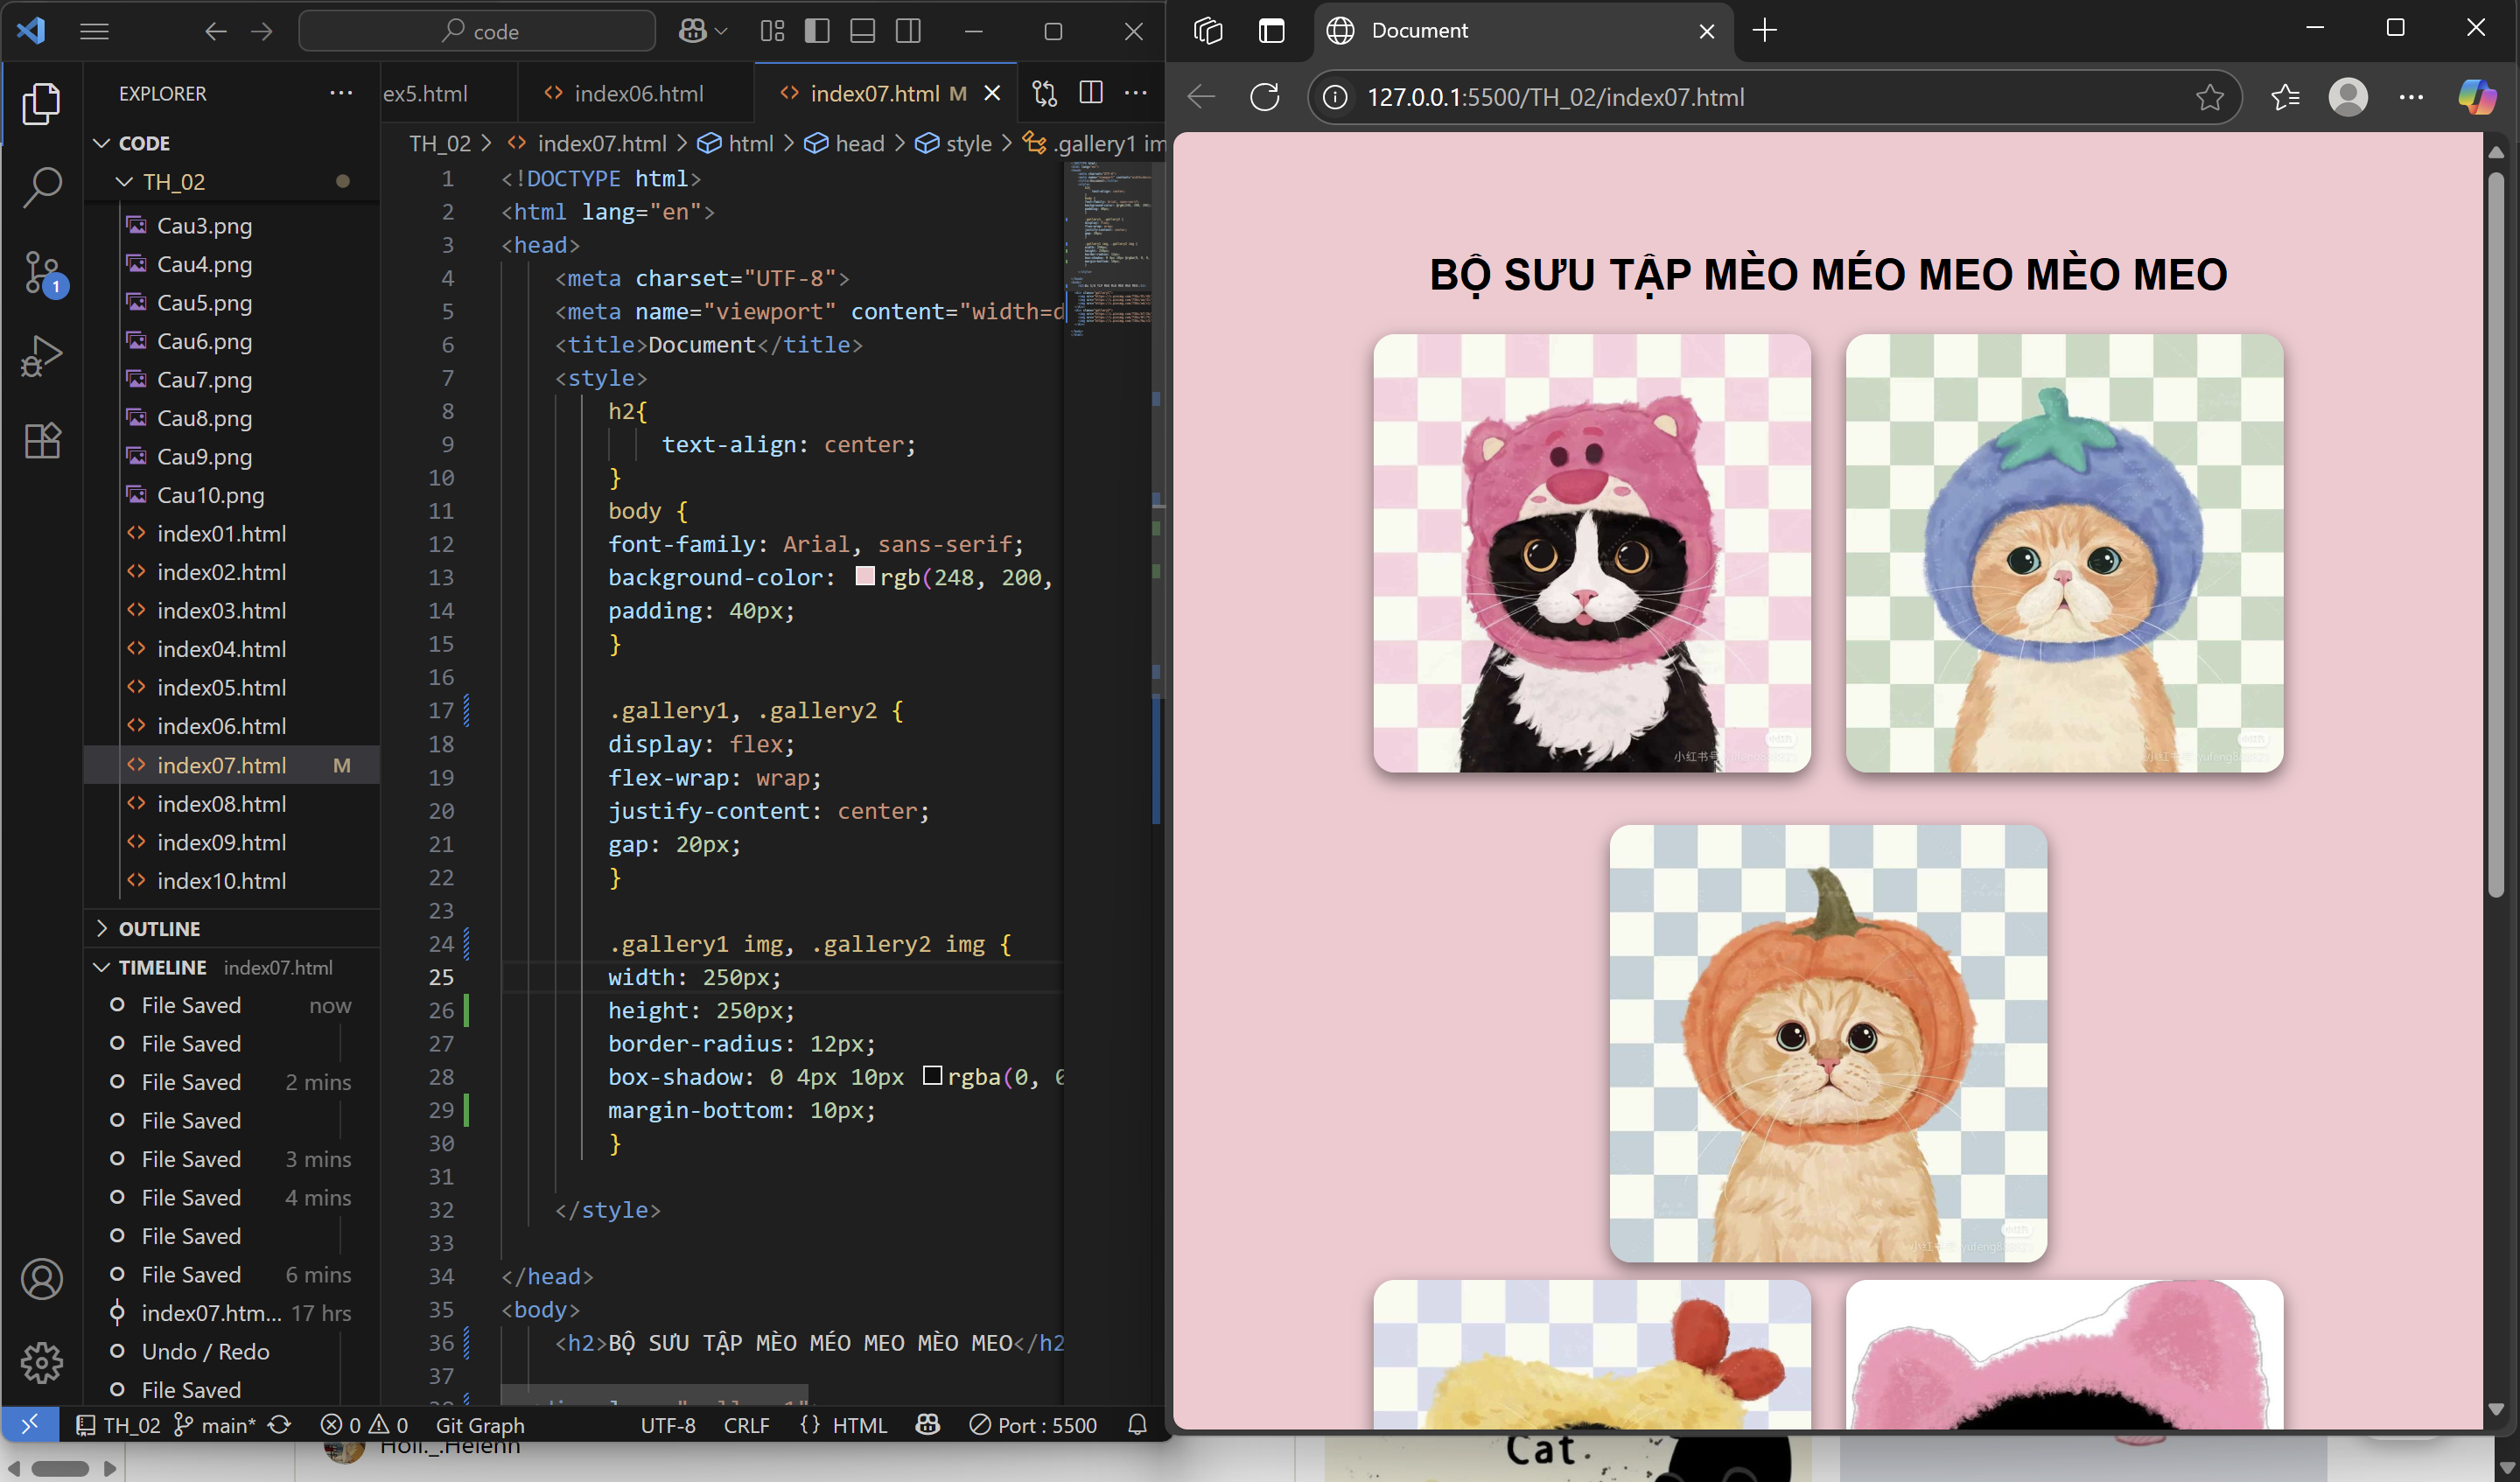 code
EXPLORER
CODE
TH_02
Cau3.png
Cau4.png
Cau5.png
Cau6.png
Cau7.png
Cau8.png
Cau9.png
Cau10.png
index01.html
index02.html
index03.html
index04.html
index05.html
index06.html
index07.html M
index08.html
index09.html
index10.html
OUTLINE
TIMELINE index07.html
File Saved now
File Saved
File Saved 2 mins
File Saved
File Saved 3 mins
File Saved 4 mins
File Saved
File Saved 6 mins
index07.htm... 17 hrs
Undo / Redo
File Saved
1
ex5.html
index06.html
index07.html M
TH_02 > index07.html > html > head > style > .gallery1 im
1 <!DOCTYPE html>
2 <html lang="en">
3 <head>
4 <meta charset="UTF-8">
5 <meta name="viewport" content="width=d
6 <title>Document</title>
7 <style>
8 h2{
9 text-align: center;
10 }
11 body {
12 font-family: Arial, sans-serif;
13 background-color: rgb(248, 200,
14 padding: 40px;
15 }
16
17 .gallery1, .gallery2 {
18 display: flex;
19 flex-wrap: wrap;
20 justify-content: center;
21 gap: 20px;
22 }
23
24 .gallery1 img, .gallery2 img {
25 width: 250px;
26 height: 250px;
27 border-radius: 12px;
28 box-shadow: 0 4px 10px rgba(0, 0
29 margin-bottom: 10px;
30 }
31
32 </style>
33
34 </head>
35 <body>
36 <h2>BỘ SƯU TẬP MÈO MÉO MEO MÈO MEO</h2
37
TH_02 main* 0 0 Git Graph UTF-8 CRLF {} HTML Port : 5500
Document
127.0.0.1:5500/TH_02/index07.html
BỘ SƯU TẬP MÈO MÉO MEO MÈO MEO
小红书号
Holl._.Helenn
Cat.